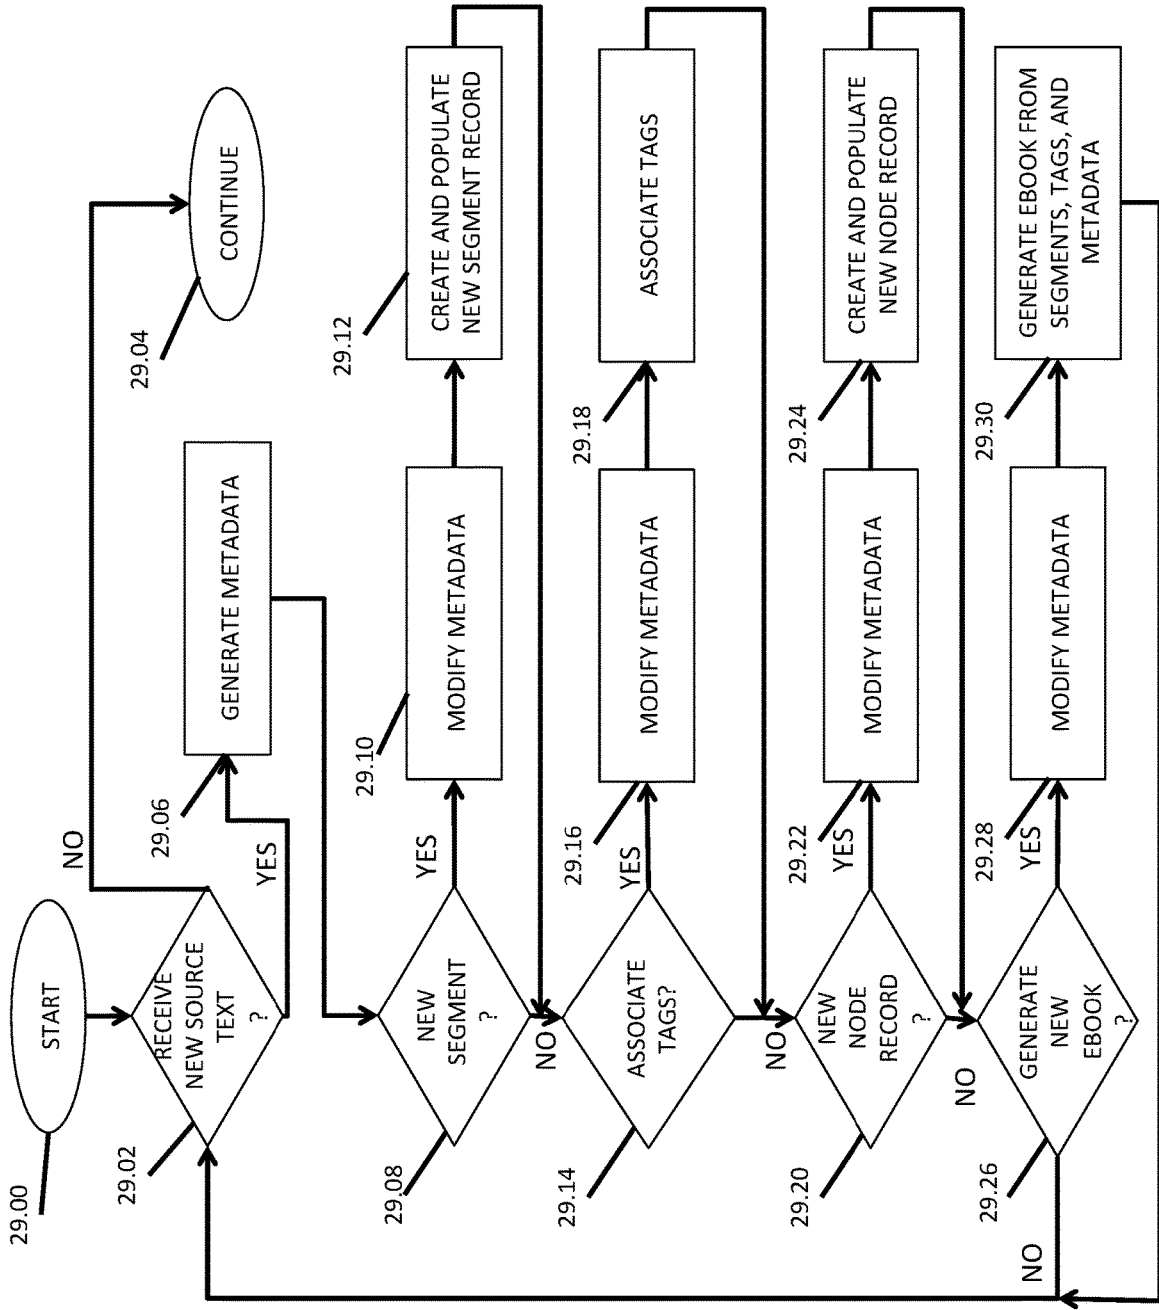 29.00
START
29.02
RECEIVE
NEW SOURCE
TEXT
?
NO
YES
29.04
CONTINUE
29.06
GENERATE METADATA
29.08
NEW
SEGMENT
?
YES
NO
29.10
MODIFY METADATA
29.12
CREATE AND POPULATE
NEW SEGMENT RECORD
29.14
ASSOCIATE
TAGS?
YES
NO
29.16
MODIFY METADATA
29.18
ASSOCIATE TAGS
29.20
NEW
NODE
RECORD
?
YES
NO
29.22
MODIFY METADATA
29.24
CREATE AND POPULATE
NEW NODE RECORD
29.26
GENERATE
NEW
EBOOK
?
YES
NO
29.28
MODIFY METADATA
29.30
GENERATE EBOOK FROM
SEGMENTS, TAGS, AND
METADATA